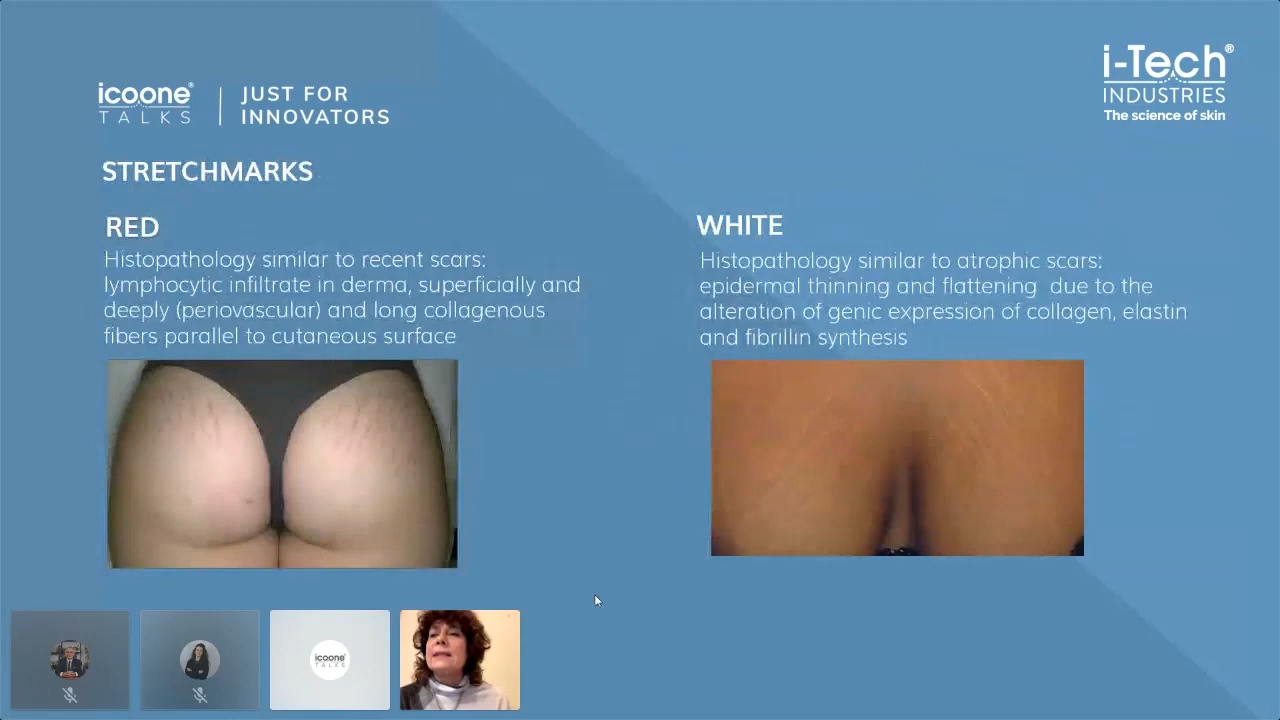 icoone®
TALKS
JUST FOR
INNOVATORS
i-Tech®
INDUSTRIES
The science of skin
STRETCHMARKS
RED
Histopathology similar to recent scars:
lymphocytic infiltrate in derma, superficially and
deeply (periovascular) and long collagenous
fibers parallel to cutaneous surface
WHITE
Histopathology similar to atrophic scars:
epidermal thinning and flattening  due to the
alteration of genic expression of collagen, elastin
and fibrillin synthesis
icoone®
TALKS